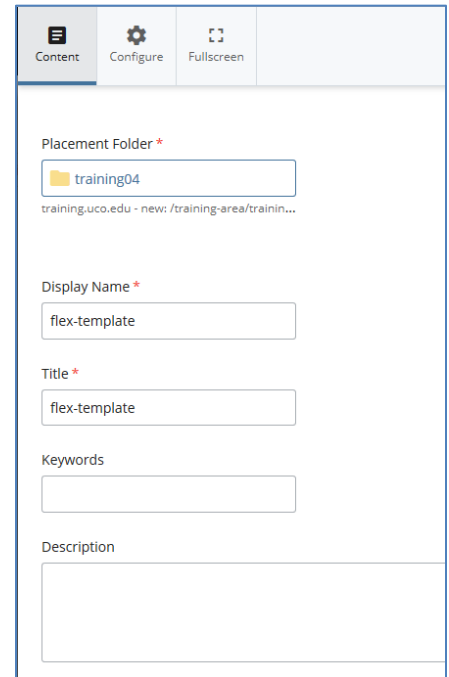 Content Configure Fullscreen
Placement Folder *
training04
training.uco.edu - new: /training-area/trainin...
Display Name *
flex-template
Title *
flex-template
Keywords
Description